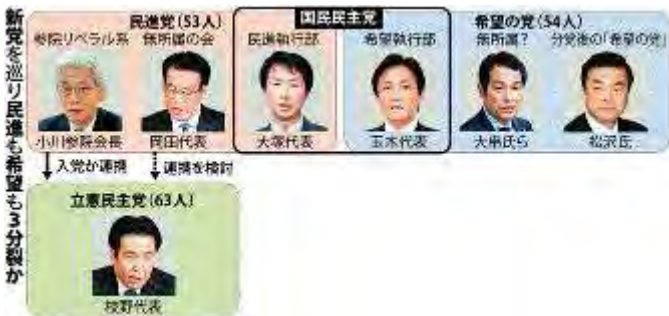 新党を巡り民進も希望も3分裂か
民進党(53人)
国民民主党
希望の党(54人)
参院リベラル系
無所属の会
民進執行部
希望執行部
無所属?
分党後の「希望の党」
小川参院会長
岡田代表
大塚代表
玉木代表
大串氏ら
松沢氏
入党か連携
連携を検討
立憲民主党(63人)
枝野代表